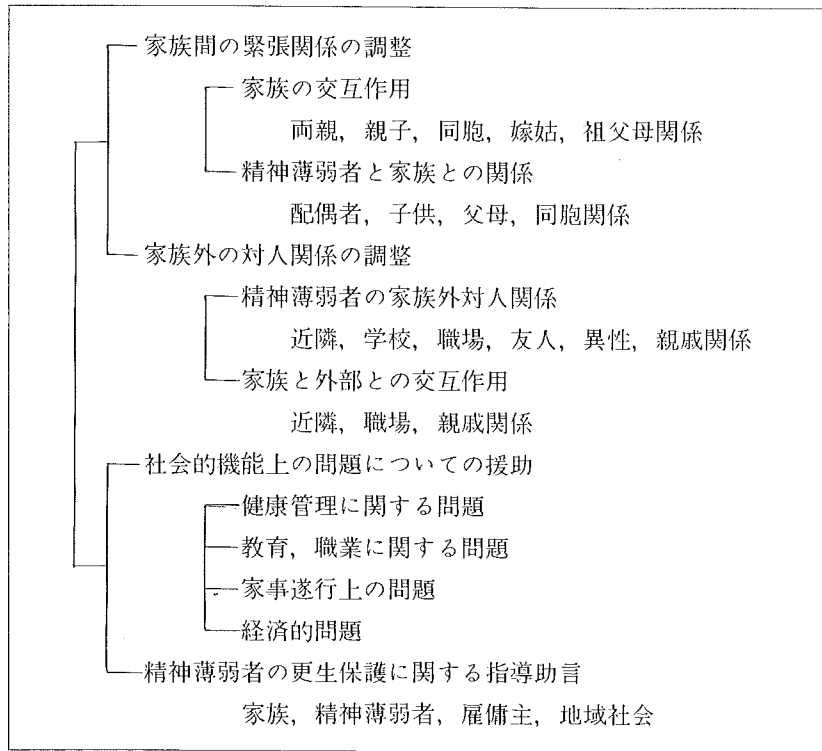 家族間の緊張関係の調整
家族の交互作用
両親，親子，同胞，嫁姑，祖父母関係
精神薄弱者と家族との関係
配偶者，子供，父母，同胞関係
家族外の対人関係の調整
精神薄弱者の家族外対人関係
近隣，学校，職場，友人，異性，親戚関係
家族と外部との交互作用
近隣，職場，親戚関係
社会的機能上の問題についての援助
健康管理に関する問題
教育，職業に関する問題
家事遂行上の問題
経済的問題
精神薄弱者の更生保護に関する指導助言
家族，精神薄弱者，雇傭主，地域社会